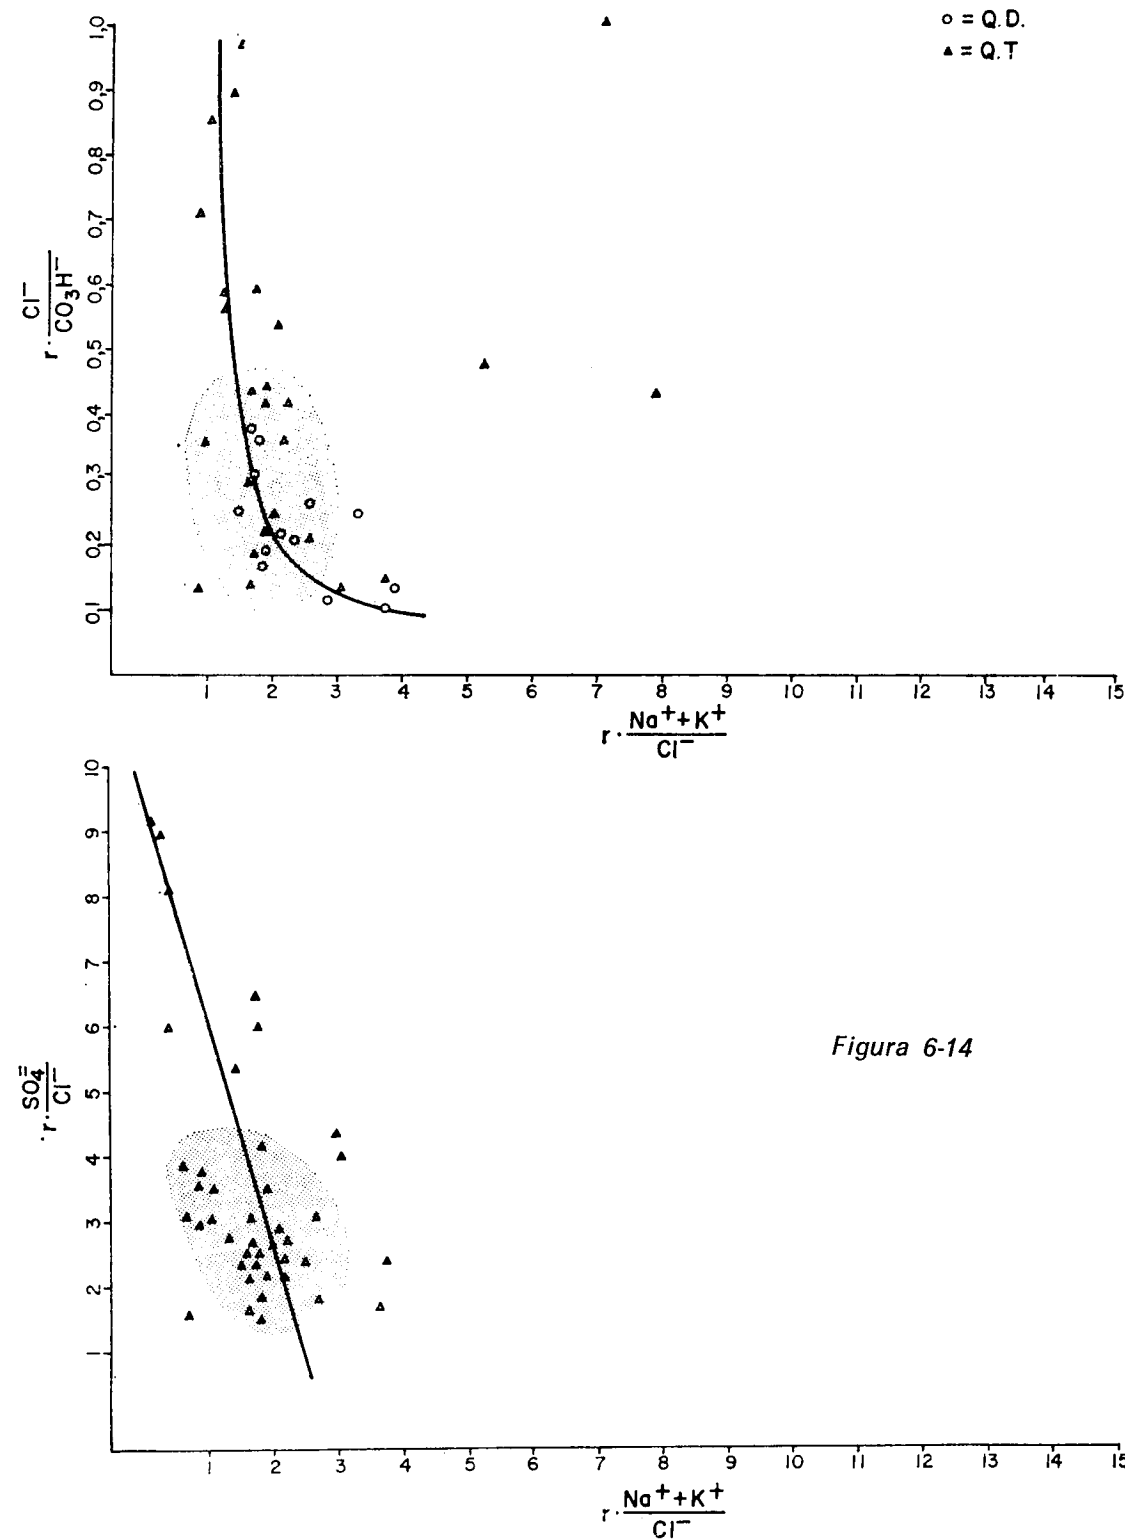 ○ = Q.D.
▲ = Q.T
1,0
0,9
0,8
0,7
0,6
0,5
0,4
0,3
0,2
0,1
r. Cl⁻ / CO₃H⁻
1 2 3 4 5 6 7 8 9 10 11 12 13 14 15
r. Na⁺ + K⁺ / Cl⁻
10
9
8
7
6
5
4
3
2
1
r. SO₄⁼ / Cl⁻
Figura 6-14
1 2 3 4 5 6 7 8 9 10 11 12 13 14 15
r. Na⁺ + K⁺ / Cl⁻